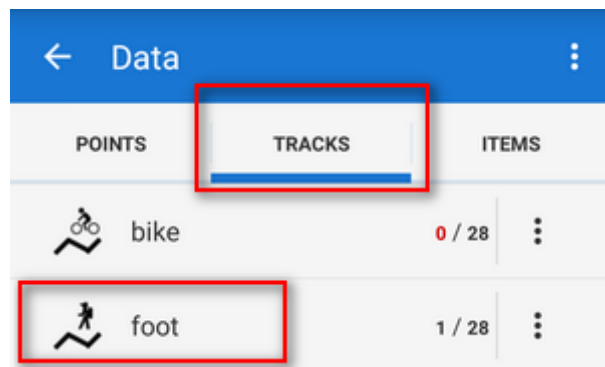 Data
POINTS TRACKS ITEMS
bike 0 / 28
foot 1 / 28